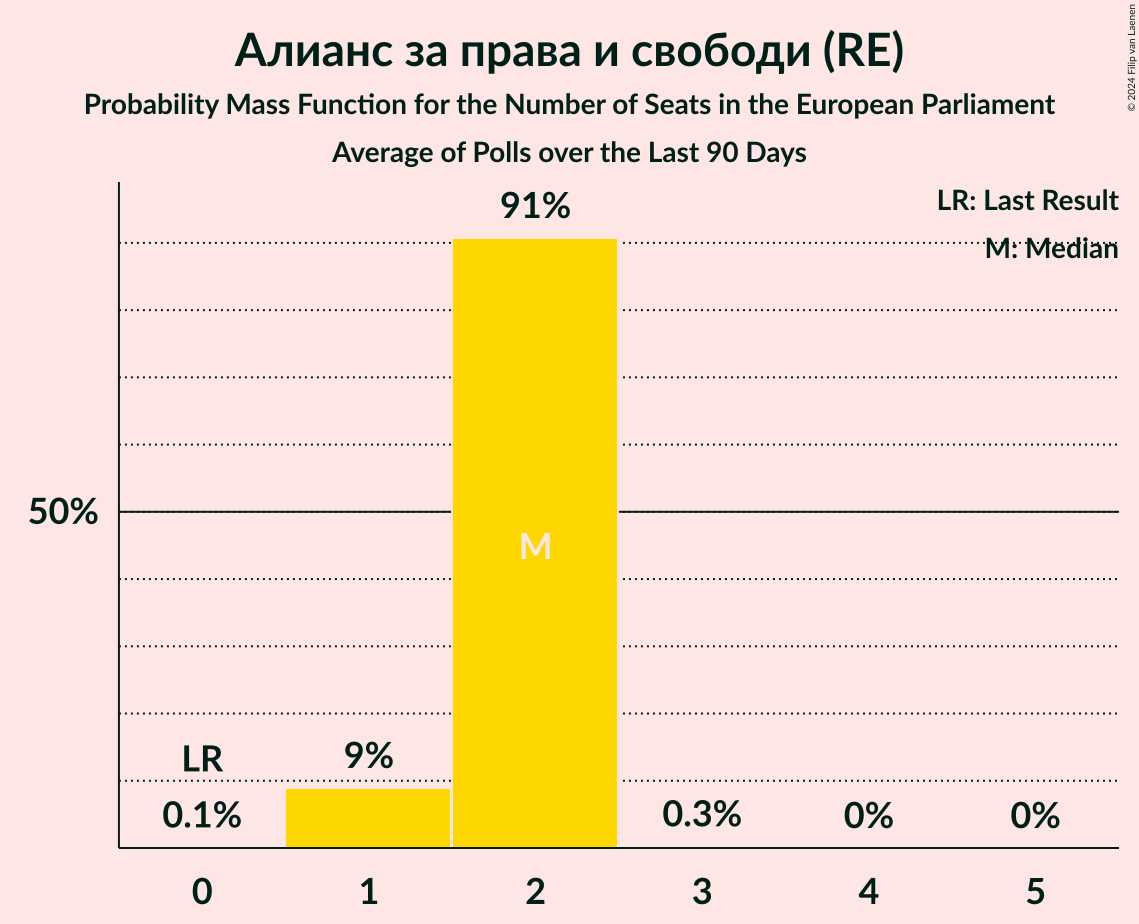 Алианс за права и свободи (RE)
Probability Mass Function for the Number of Seats in the European Parliament
Average of Polls over the Last 90 Days
© 2024 Filip van Laenen
LR: Last Result
M: Median
91%
50%
M
LR
9%
0.1%
0.3%
0%
0%
0
1
2
3
4
5